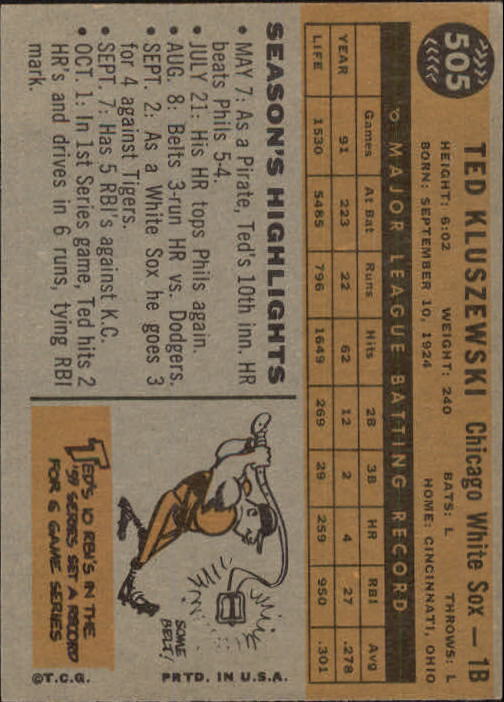 505
TED KLUSZEWSKI Chicago White Sox — 1B
HEIGHT: 6:02 WEIGHT: 240 BATS: L THROWS: L
BORN: SEPTEMBER 10, 1924 HOME: CINCINNATI, OHIO
MAJOR LEAGUE BATTING RECORD
Games At Bat Runs Hits 2B 3B HR RBI Avg
YEAR 91 223 22 62 12 2 4 27 .278
LIFE 1530 5485 796 1649 269 29 259 950 .301
SEASON'S HIGHLIGHTS
• MAY 7: As a Pirate, Ted's 10th inn. HR
beats Phils 5-4.
• JULY 21: His HR tops Phils again.
• AUG. 8: Belts 3-run HR vs. Dodgers.
• SEPT. 2: As a White Sox he goes 3
for 4 against Tigers.
• SEPT. 7: Has 5 RBI's against K.C.
• OCT. 1: In 1st Series game, Ted hits 2
HR's and drives in 6 runs, tying RBI
mark.
SOME
BELT!
TED'S 10 RBI'S IN THE
'59 SERIES SET A RECORD
FOR 6 GAME SERIES
©T.C.G. PRTD. IN U.S.A.